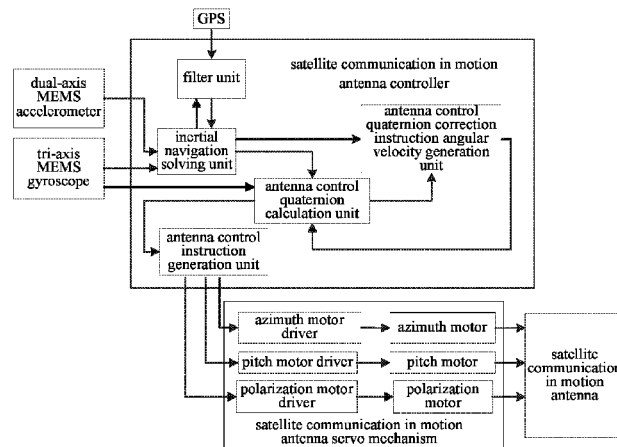 GPS
satellite communication in motion
antenna controller
filter unit
dual-axis
MEMS
accelerometer
antenna control
quaternion correction
instruction angular
velocity generation
unit
inertial
navigation
solving unit
tri-axis
MEMS
gyroscope
antenna control
quaternion
calculation unit
antenna control
instruction
generation unit
azimuth motor
driver
azimuth motor
pitch motor driver
pitch motor
polarization motor
driver
polarization
motor
satellite
communication
in motion
antenna
satellite communication in motion
antenna servo mechanism